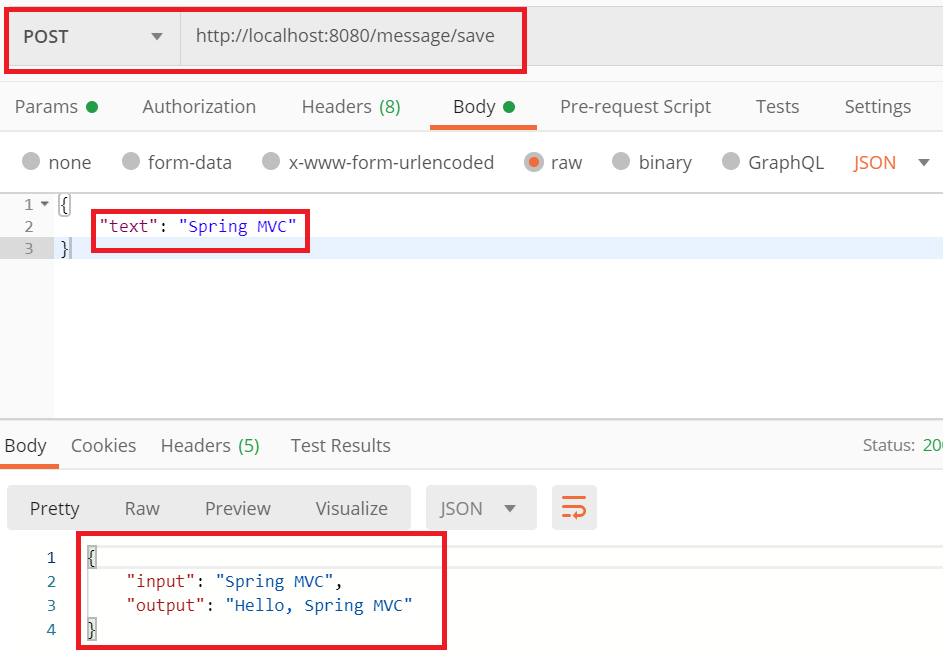 POST http://localhost:8080/message/save
Params Authorization Headers (8) Body Pre-request Script Tests Settings
none form-data x-www-form-urlencoded raw binary GraphQL JSON
1 {
2 "text": "Spring MVC"
3 }
Body Cookies Headers (5) Test Results Status:
Pretty Raw Preview Visualize JSON
1 {
2 "input": "Spring MVC",
3 "output": "Hello, Spring MVC"
4 }